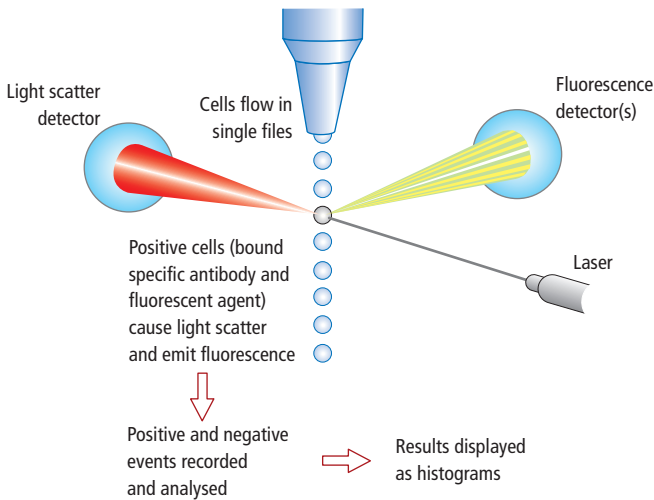 Light scatter
detector
Cells flow in
single files
Fluorescence
detector(s)
Laser
Positive cells (bound
specific antibody and
fluorescent agent)
cause light scatter
and emit fluorescence
Positive and negative
events recorded
and analysed
Results displayed
as histograms